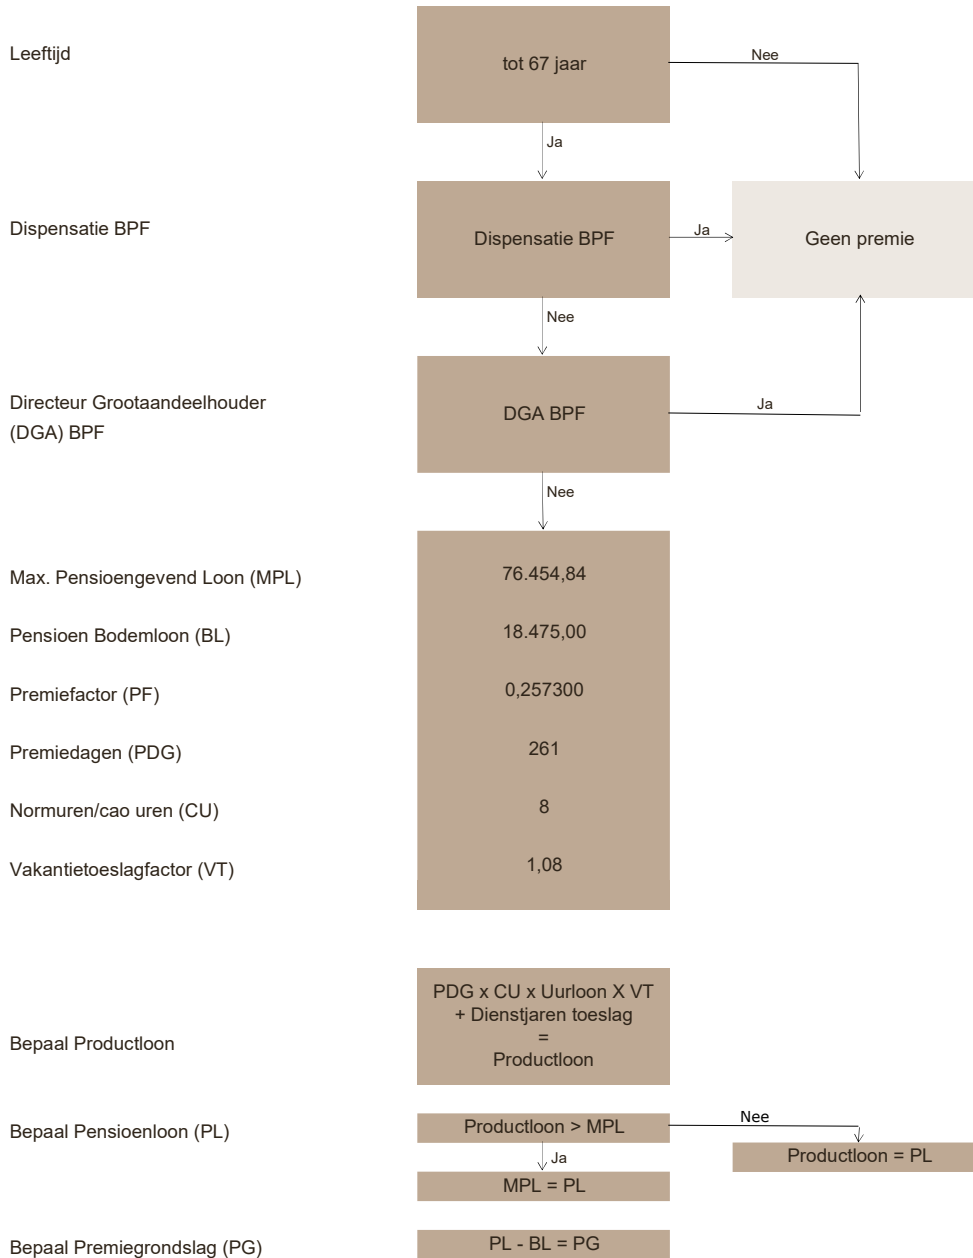 Leeftijd
tot 67 jaar
Nee
Ja
Dispensatie BPF
Dispensatie BPF
Ja
Geen premie
Nee
Directeur Grootaandeelhouder
(DGA) BPF
DGA BPF
Ja
Nee
Max. Pensioengevend Loon (MPL)
76.454,84
Pensioen Bodemloon (BL)
18.475,00
Premiefactor (PF)
0,257300
Premiedagen (PDG)
261
Normuren/cao uren (CU)
8
Vakantietoeslagfactor (VT)
1,08
Bepaal Productloon
PDG x CU x Uurloon X VT
+ Dienstjaren toeslag
=
Productloon
Bepaal Pensioenloon (PL)
Productloon > MPL
Nee
Productloon = PL
Ja
MPL = PL
Bepaal Premiegrondslag (PG)
PL - BL = PG